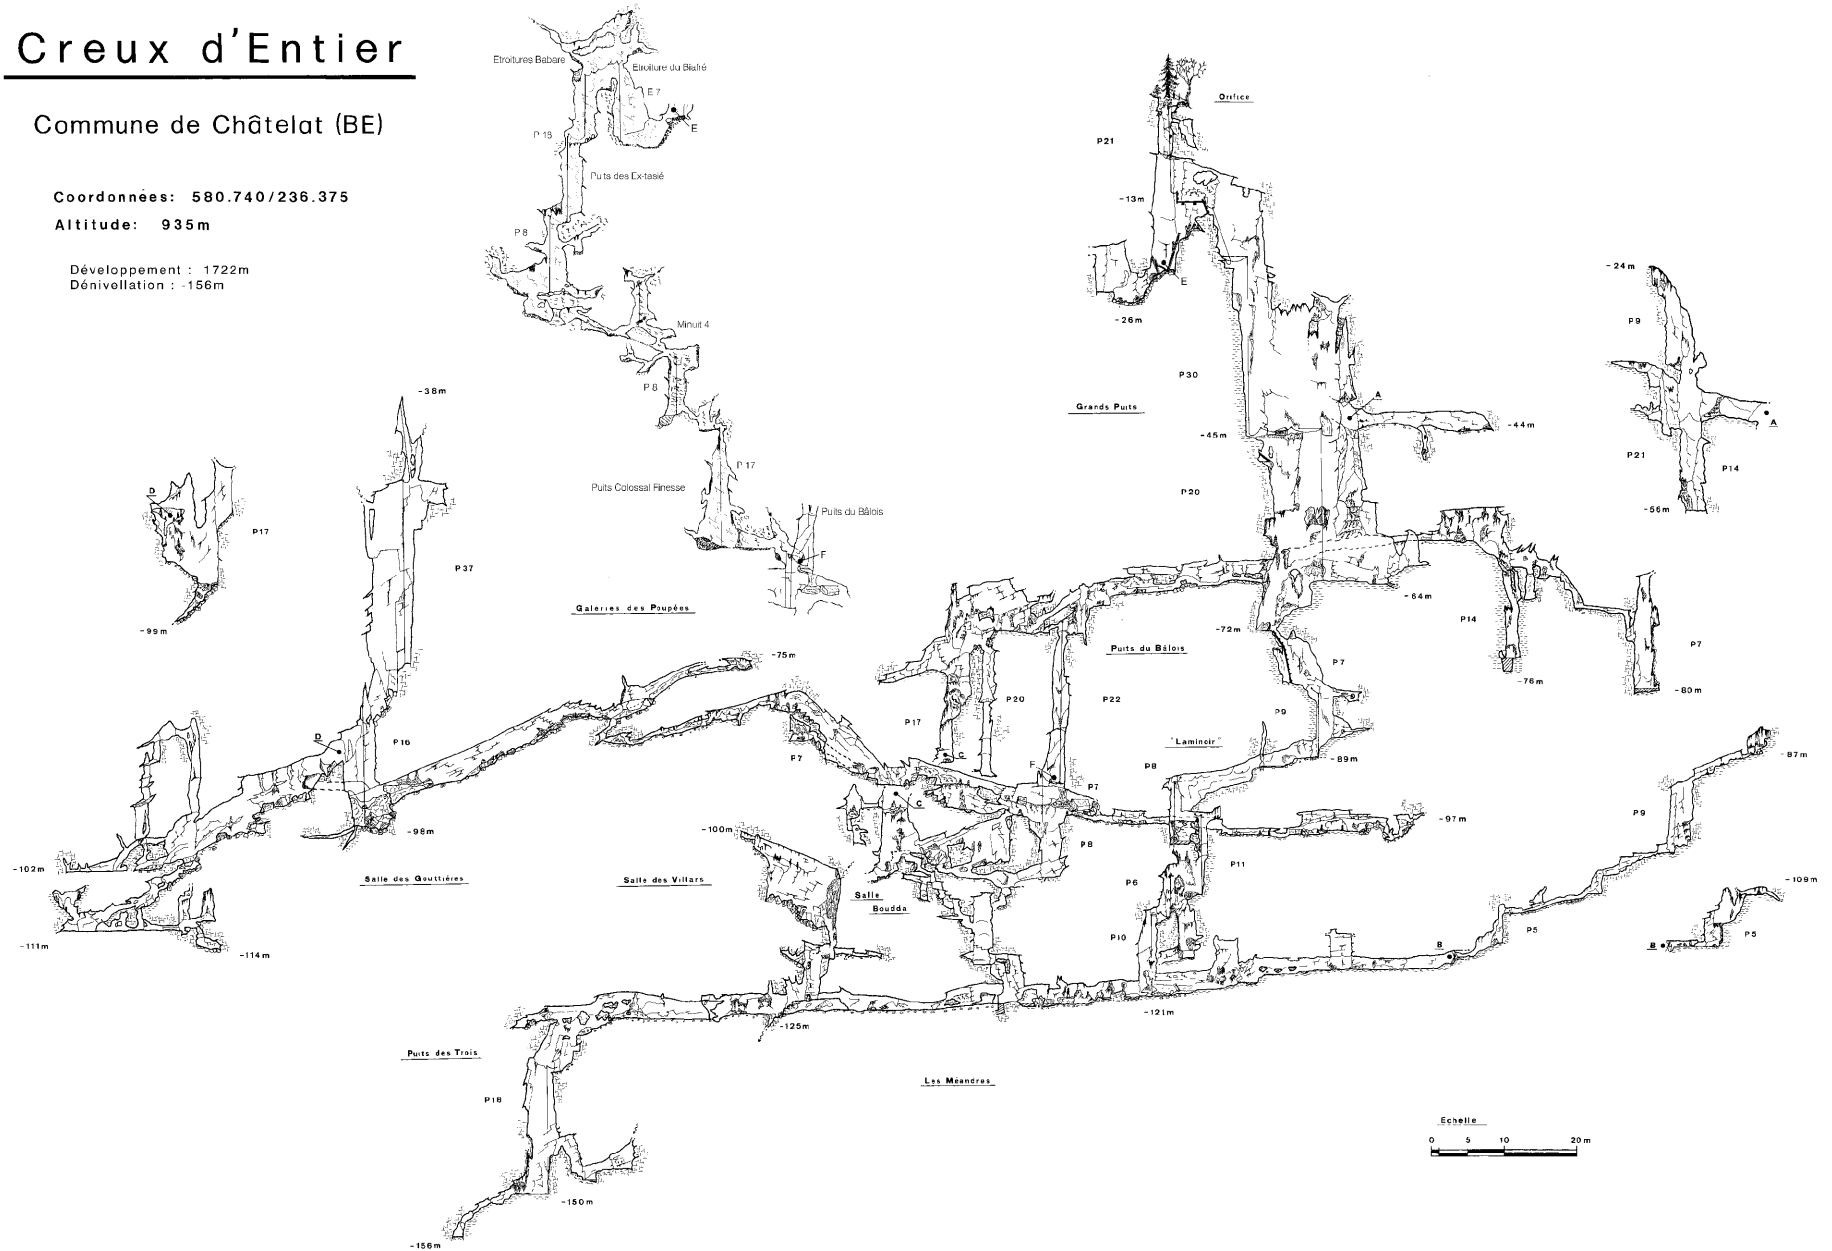 Creux d'Entier
Commune de Châtelat (BE)
Coordonnées: 580.740/236.375
Altitude: 935m
Développement : 1722m
Dénivellation : -156m
Etroitures Babare
Etroiture du Biafré
E 7
E
P 18
Puits des Ex-tasié
P 8
Minuit 4
P 8
P 17
Puits Colossal Finesse
Puits du Bâlois
F
Orifice
P21
-13m
E
-26m
P30
Grands Puits
A
-45m
-44m
P20
-24m
P9
A
P21
P14
-56m
-38m
D
P17
-99m
P37
Galeries des Poupées
-75m
-64m
-72m
P14
-76m
P7
-80m
Puits du Bâlois
P7
P20
P22
P17
P9
D
P16
C
"Laminoir"
-89m
P7
F
P8
P7
-87m
C
-98m
-100m
-97m
P9
P8
P11
-102m
Salle des Gouttières
Salle des Villars
Salle
Boudda
P6
-109m
P5
B
-111m
-114m
P10
B
P5
-121m
-125m
Puits des Trois
Les Méandres
P18
Echelle
0 5 10 20 m
-150m
-156m